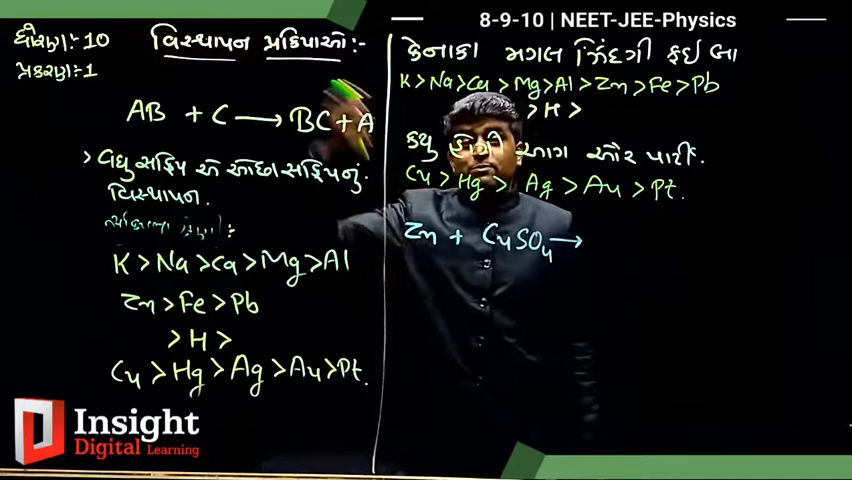 8-9-10 | NEET-JEE-Physics
ધોરણ:- 10
પ્રકરણ:-1
વિસ્થાપન પ્રક્રિયાઓ:-
AB + C → BC + A
> વધુ સક્રિય એ ઓછા સક્રિયનું
વિસ્થાપન.
K > Na > Ca > Mg > Al
Zn > Fe > Pb
> H >
Cu > Hg > Ag > Au > Pt.
કેનાકા મગલ ઝિંદગી ફઇ બા
K > Na > Ca > Mg > Al > Zn > Fe > Pb
> H >
કયુ આગ ઔર પાર્ટી.
Cu > Hg > Ag > Au > Pt.
Zn + CuSO4 →
Insight
Digital Learning